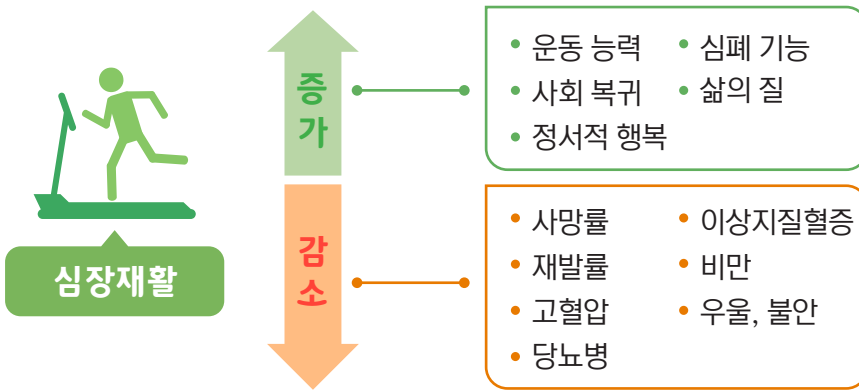 심장재활
증가
운동 능력
심폐 기능
사회 복귀
삶의 질
정서적 행복
감소
사망률
이상지질혈증
재발률
비만
고혈압
우울, 불안
당뇨병